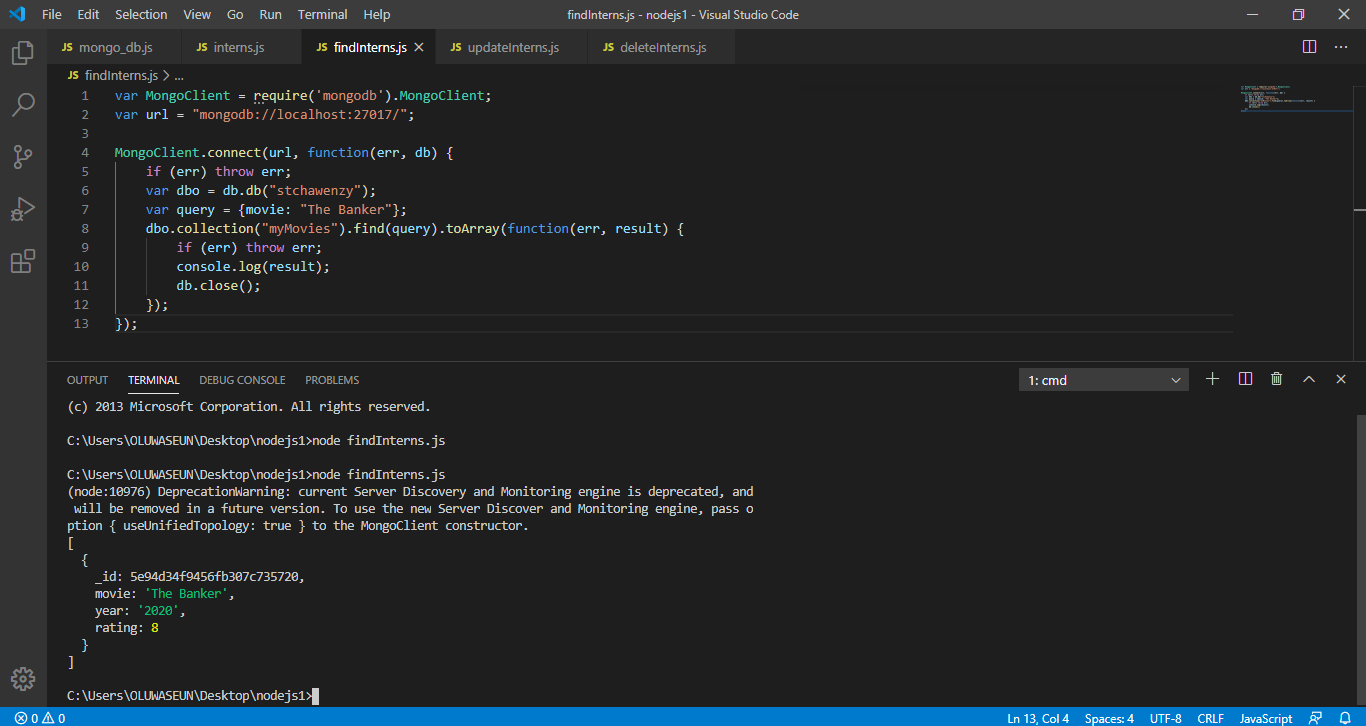 File Edit Selection View Go Run Terminal Help findInterns.js - nodejs1 - Visual Studio Code
JS mongo_db.js JS interns.js JS findInterns.js JS updateInterns.js JS deleteInterns.js
JS findInterns.js > ...
1 var MongoClient = require('mongodb').MongoClient;
2 var url = "mongodb://localhost:27017/";
3
4 MongoClient.connect(url, function(err, db) {
5 if (err) throw err;
6 var dbo = db.db("stchawenzy");
7 var query = {movie: "The Banker"};
8 dbo.collection("myMovies").find(query).toArray(function(err, result) {
9 if (err) throw err;
10 console.log(result);
11 db.close();
12 });
13 });
OUTPUT TERMINAL DEBUG CONSOLE PROBLEMS 1: cmd
(c) 2013 Microsoft Corporation. All rights reserved.
C:\Users\OLUWASEUN\Desktop\nodejs1>node findInterns.js
C:\Users\OLUWASEUN\Desktop\nodejs1>node findInterns.js
(node:10976) DeprecationWarning: current Server Discovery and Monitoring engine is deprecated, and
will be removed in a future version. To use the new Server Discover and Monitoring engine, pass o
ption { useUnifiedTopology: true } to the MongoClient constructor.
[
{
_id: 5e94d34f9456fb307c735720,
movie: 'The Banker',
year: '2020',
rating: 8
}
]
C:\Users\OLUWASEUN\Desktop\nodejs1>
0 0 Ln 13, Col 4 Spaces: 4 UTF-8 CRLF JavaScript